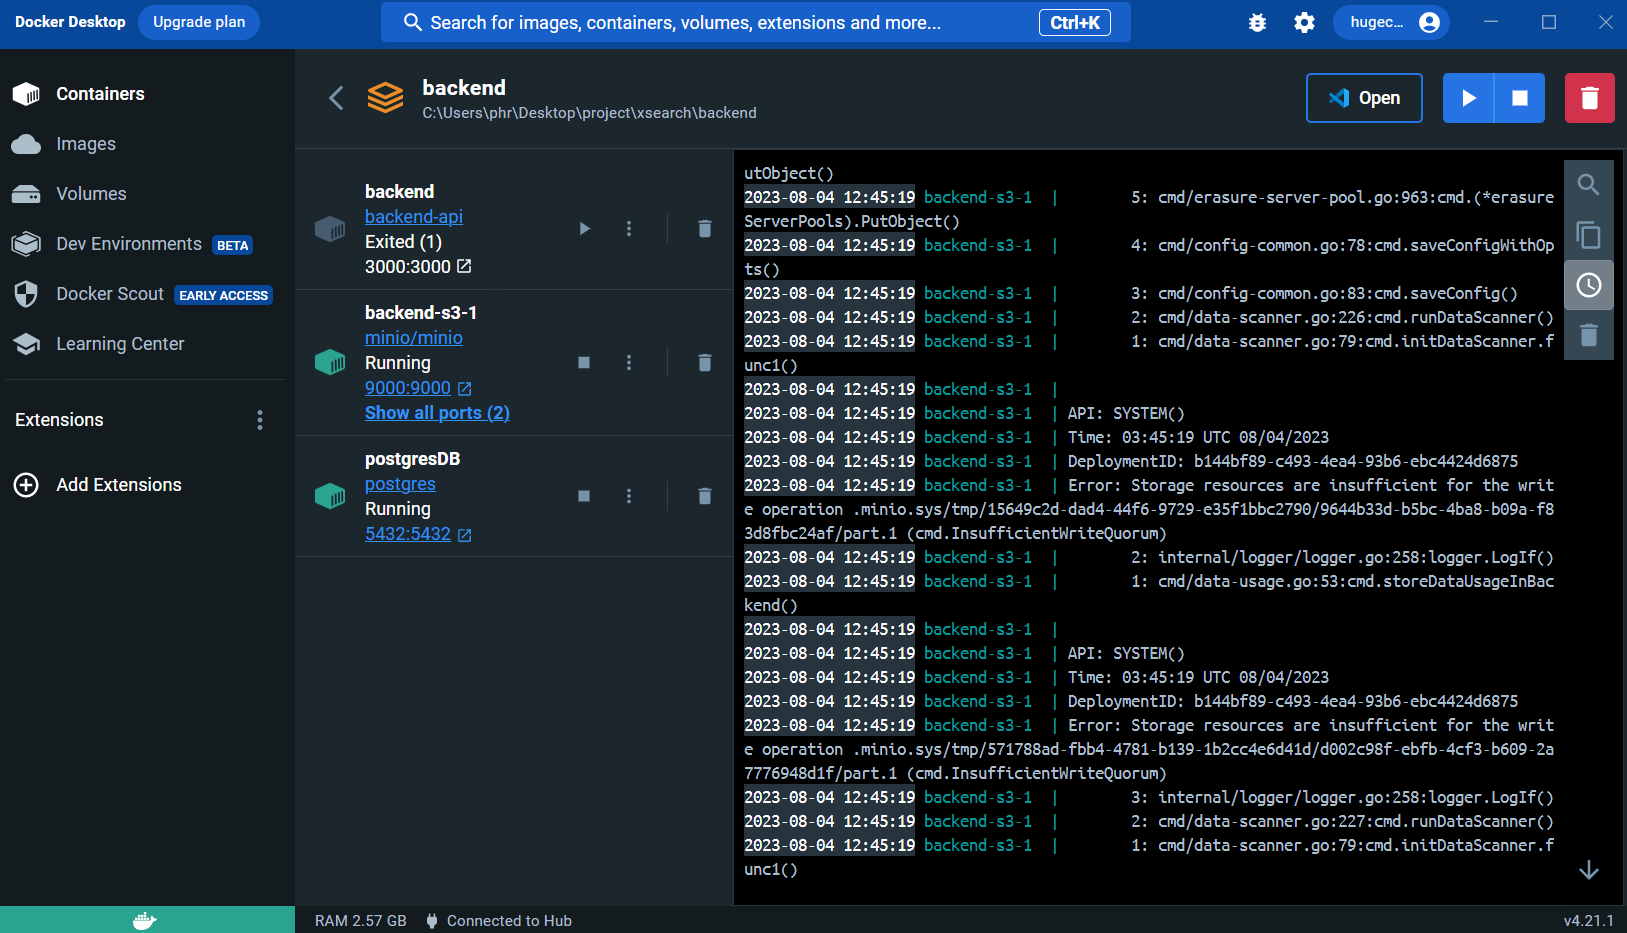 Docker Desktop
Upgrade plan
Search for images, containers, volumes, extensions and more...
Ctrl+K
hugec...
Containers
Images
Volumes
Dev Environments BETA
Docker Scout EARLY ACCESS
Learning Center
Extensions
Add Extensions
backend
C:\Users\phr\Desktop\project\xsearch\backend
Open
backend
backend-api
Exited (1)
3000:3000
backend-s3-1
minio/minio
Running
9000:9000
Show all ports (2)
postgresDB
postgres
Running
5432:5432
utObject()
2023-08-04 12:45:19 backend-s3-1 | 5: cmd/erasure-server-pool.go:963:cmd.(*erasure
ServerPools).PutObject()
2023-08-04 12:45:19 backend-s3-1 | 4: cmd/config-common.go:78:cmd.saveConfigWithOp
ts()
2023-08-04 12:45:19 backend-s3-1 | 3: cmd/config-common.go:83:cmd.saveConfig()
2023-08-04 12:45:19 backend-s3-1 | 2: cmd/data-scanner.go:226:cmd.runDataScanner()
2023-08-04 12:45:19 backend-s3-1 | 1: cmd/data-scanner.go:79:cmd.initDataScanner.f
unc1()
2023-08-04 12:45:19 backend-s3-1 |
2023-08-04 12:45:19 backend-s3-1 | API: SYSTEM()
2023-08-04 12:45:19 backend-s3-1 | Time: 03:45:19 UTC 08/04/2023
2023-08-04 12:45:19 backend-s3-1 | DeploymentID: b144bf89-c493-4ea4-93b6-ebc4424d6875
2023-08-04 12:45:19 backend-s3-1 | Error: Storage resources are insufficient for the writ
e operation .minio.sys/tmp/15649c2d-dad4-44f6-9729-e35f1bbc2790/9644b33d-b5bc-4ba8-b09a-f8
3d8fbc24af/part.1 (cmd.InsufficientWriteQuorum)
2023-08-04 12:45:19 backend-s3-1 | 2: internal/logger/logger.go:258:logger.LogIf()
2023-08-04 12:45:19 backend-s3-1 | 1: cmd/data-usage.go:53:cmd.storeDataUsageInBac
kend()
2023-08-04 12:45:19 backend-s3-1 |
2023-08-04 12:45:19 backend-s3-1 | API: SYSTEM()
2023-08-04 12:45:19 backend-s3-1 | Time: 03:45:19 UTC 08/04/2023
2023-08-04 12:45:19 backend-s3-1 | DeploymentID: b144bf89-c493-4ea4-93b6-ebc4424d6875
2023-08-04 12:45:19 backend-s3-1 | Error: Storage resources are insufficient for the writ
e operation .minio.sys/tmp/571788ad-fbb4-4781-b139-1b2cc4e6d41d/d002c98f-ebfb-4cf3-b609-2a
7776948d1f/part.1 (cmd.InsufficientWriteQuorum)
2023-08-04 12:45:19 backend-s3-1 | 3: internal/logger/logger.go:258:logger.LogIf()
2023-08-04 12:45:19 backend-s3-1 | 2: cmd/data-scanner.go:227:cmd.runDataScanner()
2023-08-04 12:45:19 backend-s3-1 | 1: cmd/data-scanner.go:79:cmd.initDataScanner.f
unc1()
RAM 2.57 GB
Connected to Hub
v4.21.1